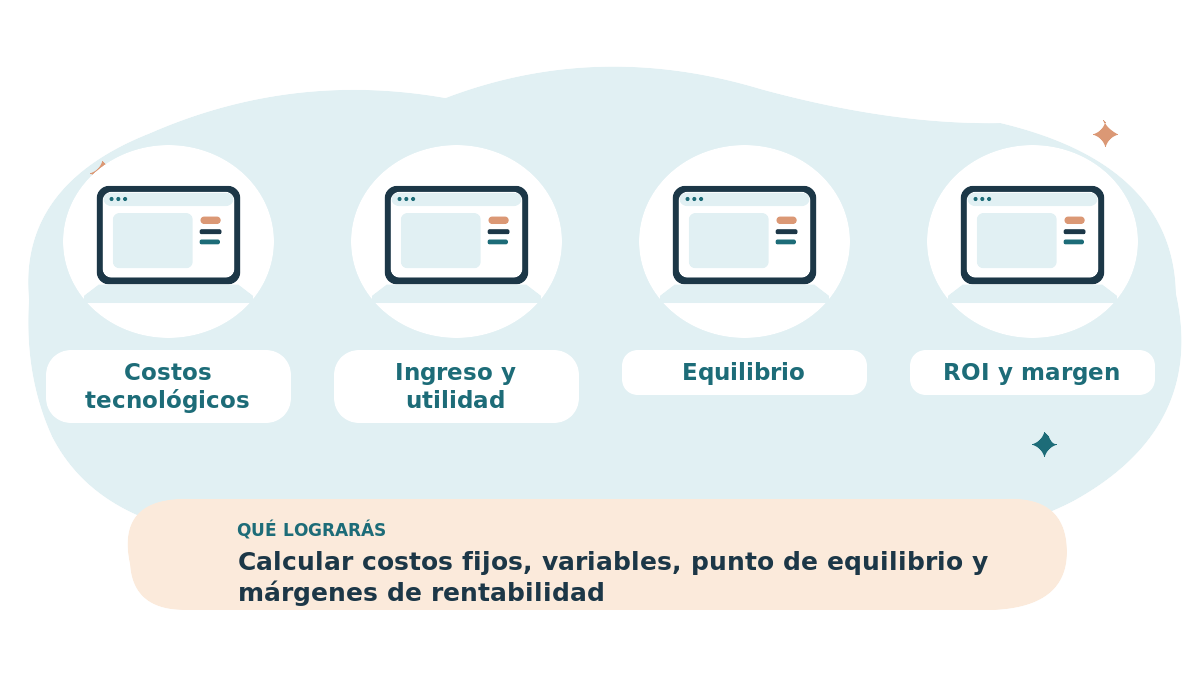 Costos
tecnológicos
Ingreso y
utilidad
Equilibrio
ROI y margen
QUÉ LOGRARÁS
Calcular costos fijos, variables, punto de equilibrio y
márgenes de rentabilidad